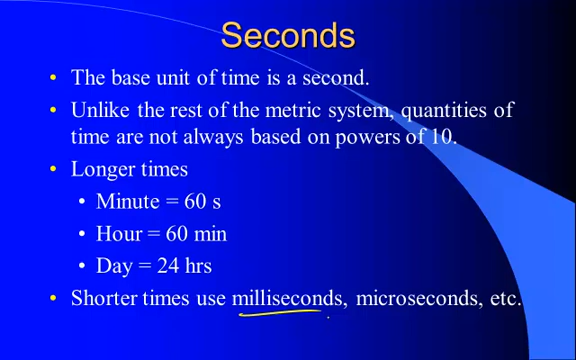 Seconds
• The base unit of time is a second.
• Unlike the rest of the metric system, quantities of
time are not always based on powers of 10.
• Longer times
• Minute = 60 s
• Hour = 60 min
• Day = 24 hrs
• Shorter times use milliseconds, microseconds, etc.